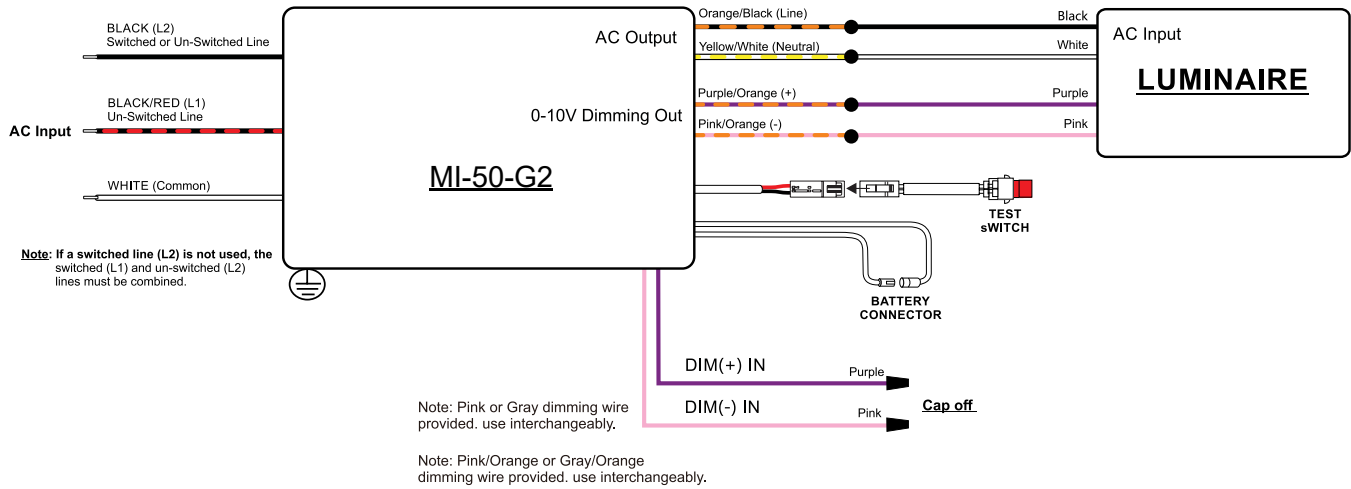 BLACK (L2)
Switched or Un-Switched Line
BLACK/RED (L1)
Un-Switched Line
AC Input
WHITE (Common)
Note: If a switched line (L2) is not used, the
switched (L1) and un-switched (L2)
lines must be combined.
AC Output
0-10V Dimming Out
MI-50-G2
Orange/Black (Line)
Yellow/White (Neutral)
Purple/Orange (+)
Pink/Orange (-)
Black
White
Purple
Pink
AC Input
LUMINAIRE
TEST
sWITCH
BATTERY
CONNECTOR
DIM(+) IN
Purple
DIM(-) IN
Pink
Cap off
Note: Pink or Gray dimming wire
provided. use interchangeably.
Note: Pink/Orange or Gray/Orange
dimming wire provided. use interchangeably.